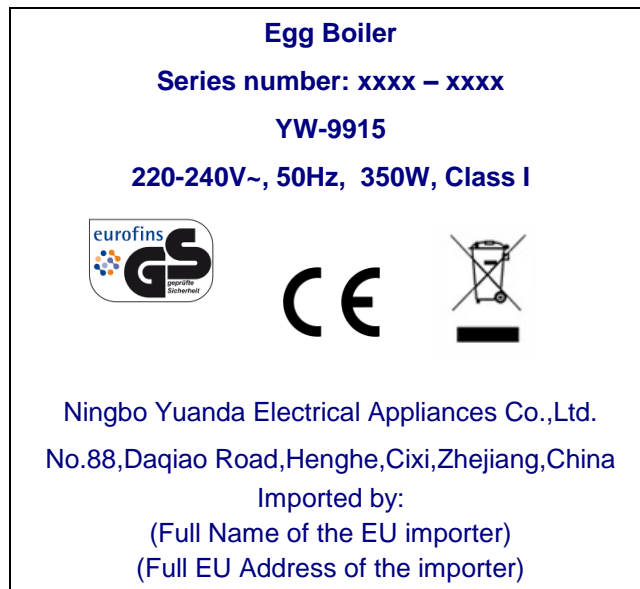 Egg Boiler
Series number: xxxx – xxxx
YW-9915
220-240V~, 50Hz, 350W, Class I
eurofins
GS
geprüfte
Sicherheit
CE
Ningbo Yuanda Electrical Appliances Co.,Ltd.
No.88,Daqiao Road,Henghe,Cixi,Zhejiang,China
Imported by:
(Full Name of the EU importer)
(Full EU Address of the importer)